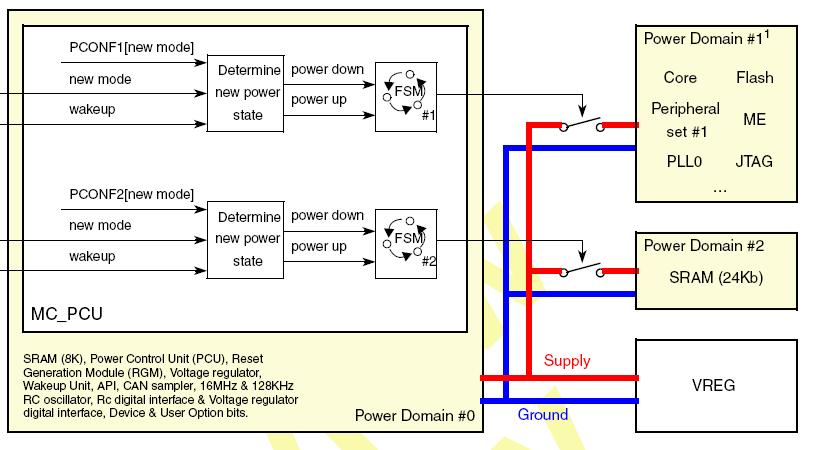 PCONF1[new mode]
new mode
wakeup
Determine
new power
state
power down
power up
FSM
#1
PCONF2[new mode]
new mode
wakeup
Determine
new power
state
power down
power up
FSM
#2
MC_PCU
SRAM (8K), Power Control Unit (PCU), Reset
Generation Module (RGM), Voltage regulator,
Wakeup Unit, API, CAN sampler, 16MHz & 128KHz
RC oscillator, Rc digital interface & Voltage regulator
digital interface, Device & User Option bits.
Power Domain #0
Power Domain #1¹
Core Flash
Peripheral
set #1
ME
PLL0 JTAG
...
Power Domain #2
SRAM (24Kb)
Supply
Ground
VREG